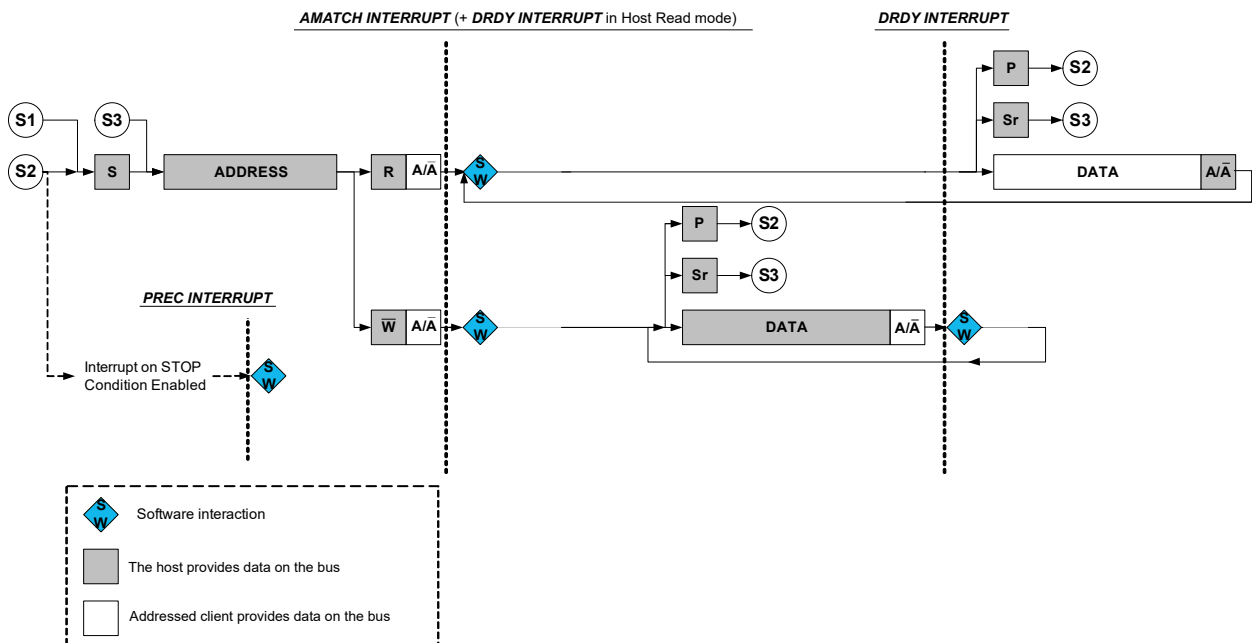 AMATCH INTERRUPT (+ DRDY INTERRUPT in Host Read mode)
DRDY INTERRUPT
P
S2
S1
S3
Sr
S3
S2
S
ADDRESS
R
A/A̅
S
W
DATA
A/A̅
P
S2
Sr
S3
PREC INTERRUPT
W̅
A/A̅
S
W
DATA
A/A̅
S
W
Interrupt on STOP
Condition Enabled
S
W
S
W
Software interaction
The host provides data on the bus
Addressed client provides data on the bus